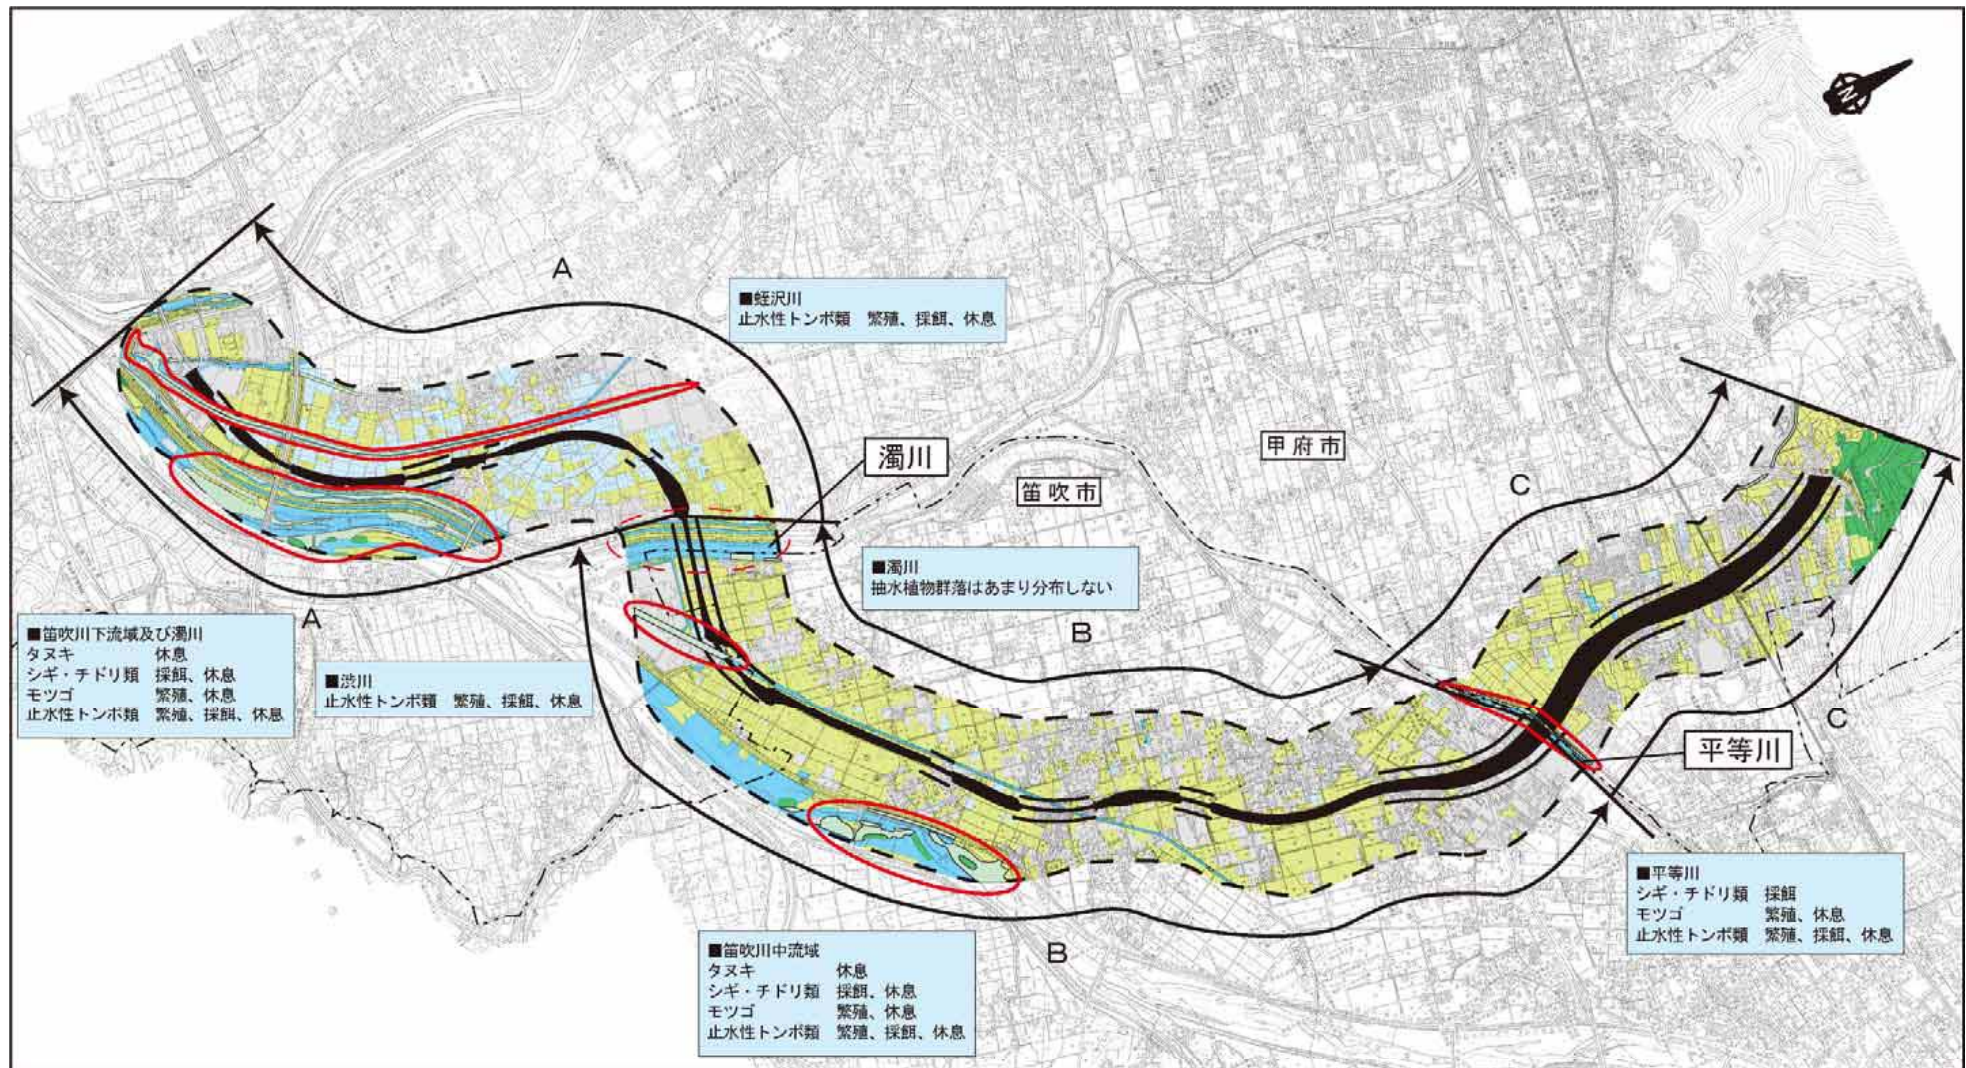 N
A
■蛭沢川
止水性トンボ類 繁殖、採餌、休息
濁川
甲府市
笛吹市
C
■濁川
抽水植物群落はあまり分布しない
B
A
■笛吹川下流域及び濁川
タヌキ 休息
シギ・チドリ類 採餌、休息
モツゴ 繁殖、休息
止水性トンボ類 繁殖、採餌、休息
■渋川
止水性トンボ類 繁殖、採餌、休息
C
平等川
■平等川
シギ・チドリ類 採餌
モツゴ 繁殖、休息
止水性トンボ類 繁殖、採餌、休息
B
■笛吹川中流域
タヌキ 休息
シギ・チドリ類 採餌、休息
モツゴ 繁殖、休息
止水性トンボ類 繁殖、採餌、休息